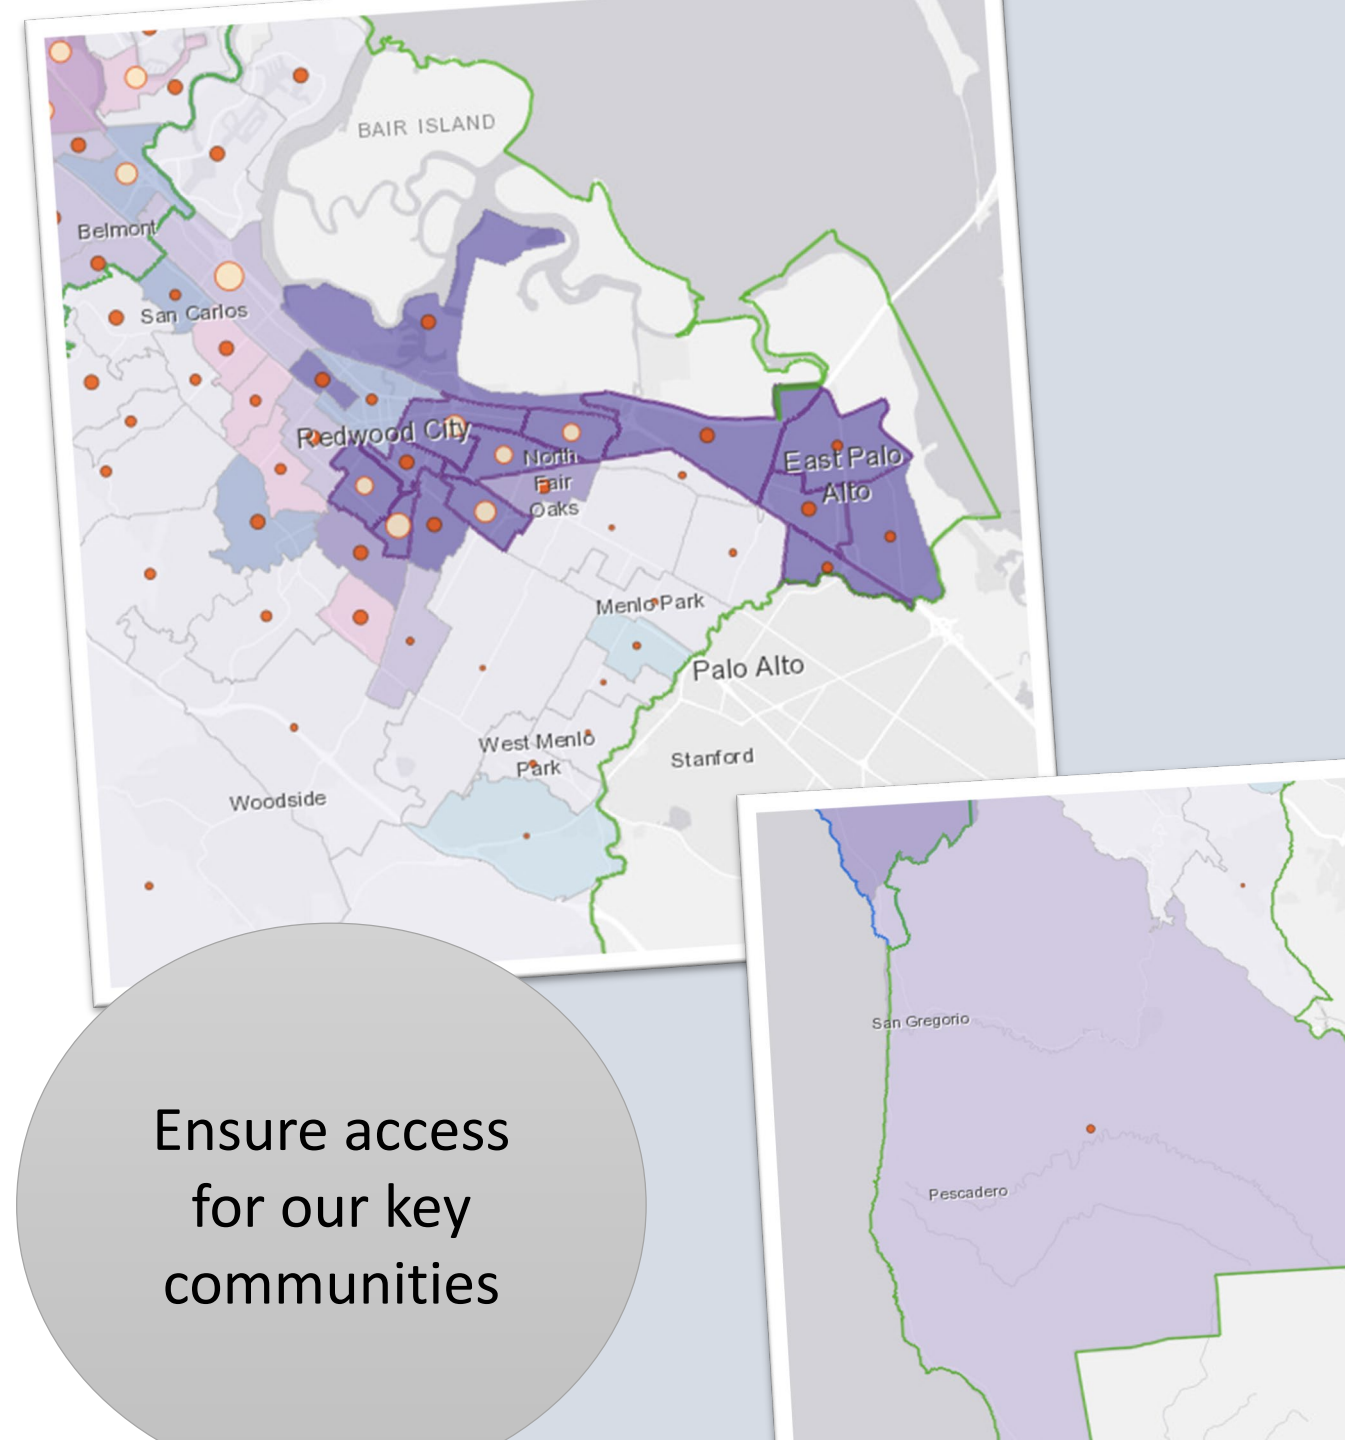 BAIR ISLAND
Belmont
San Carlos
Redwood City
North
Fair
Oaks
East Palo
Alto
Menlo Park
Palo Alto
West Menlo
Park
Stanford
Woodside
San Gregorio
Pescadero
Ensure access
for our key
communities